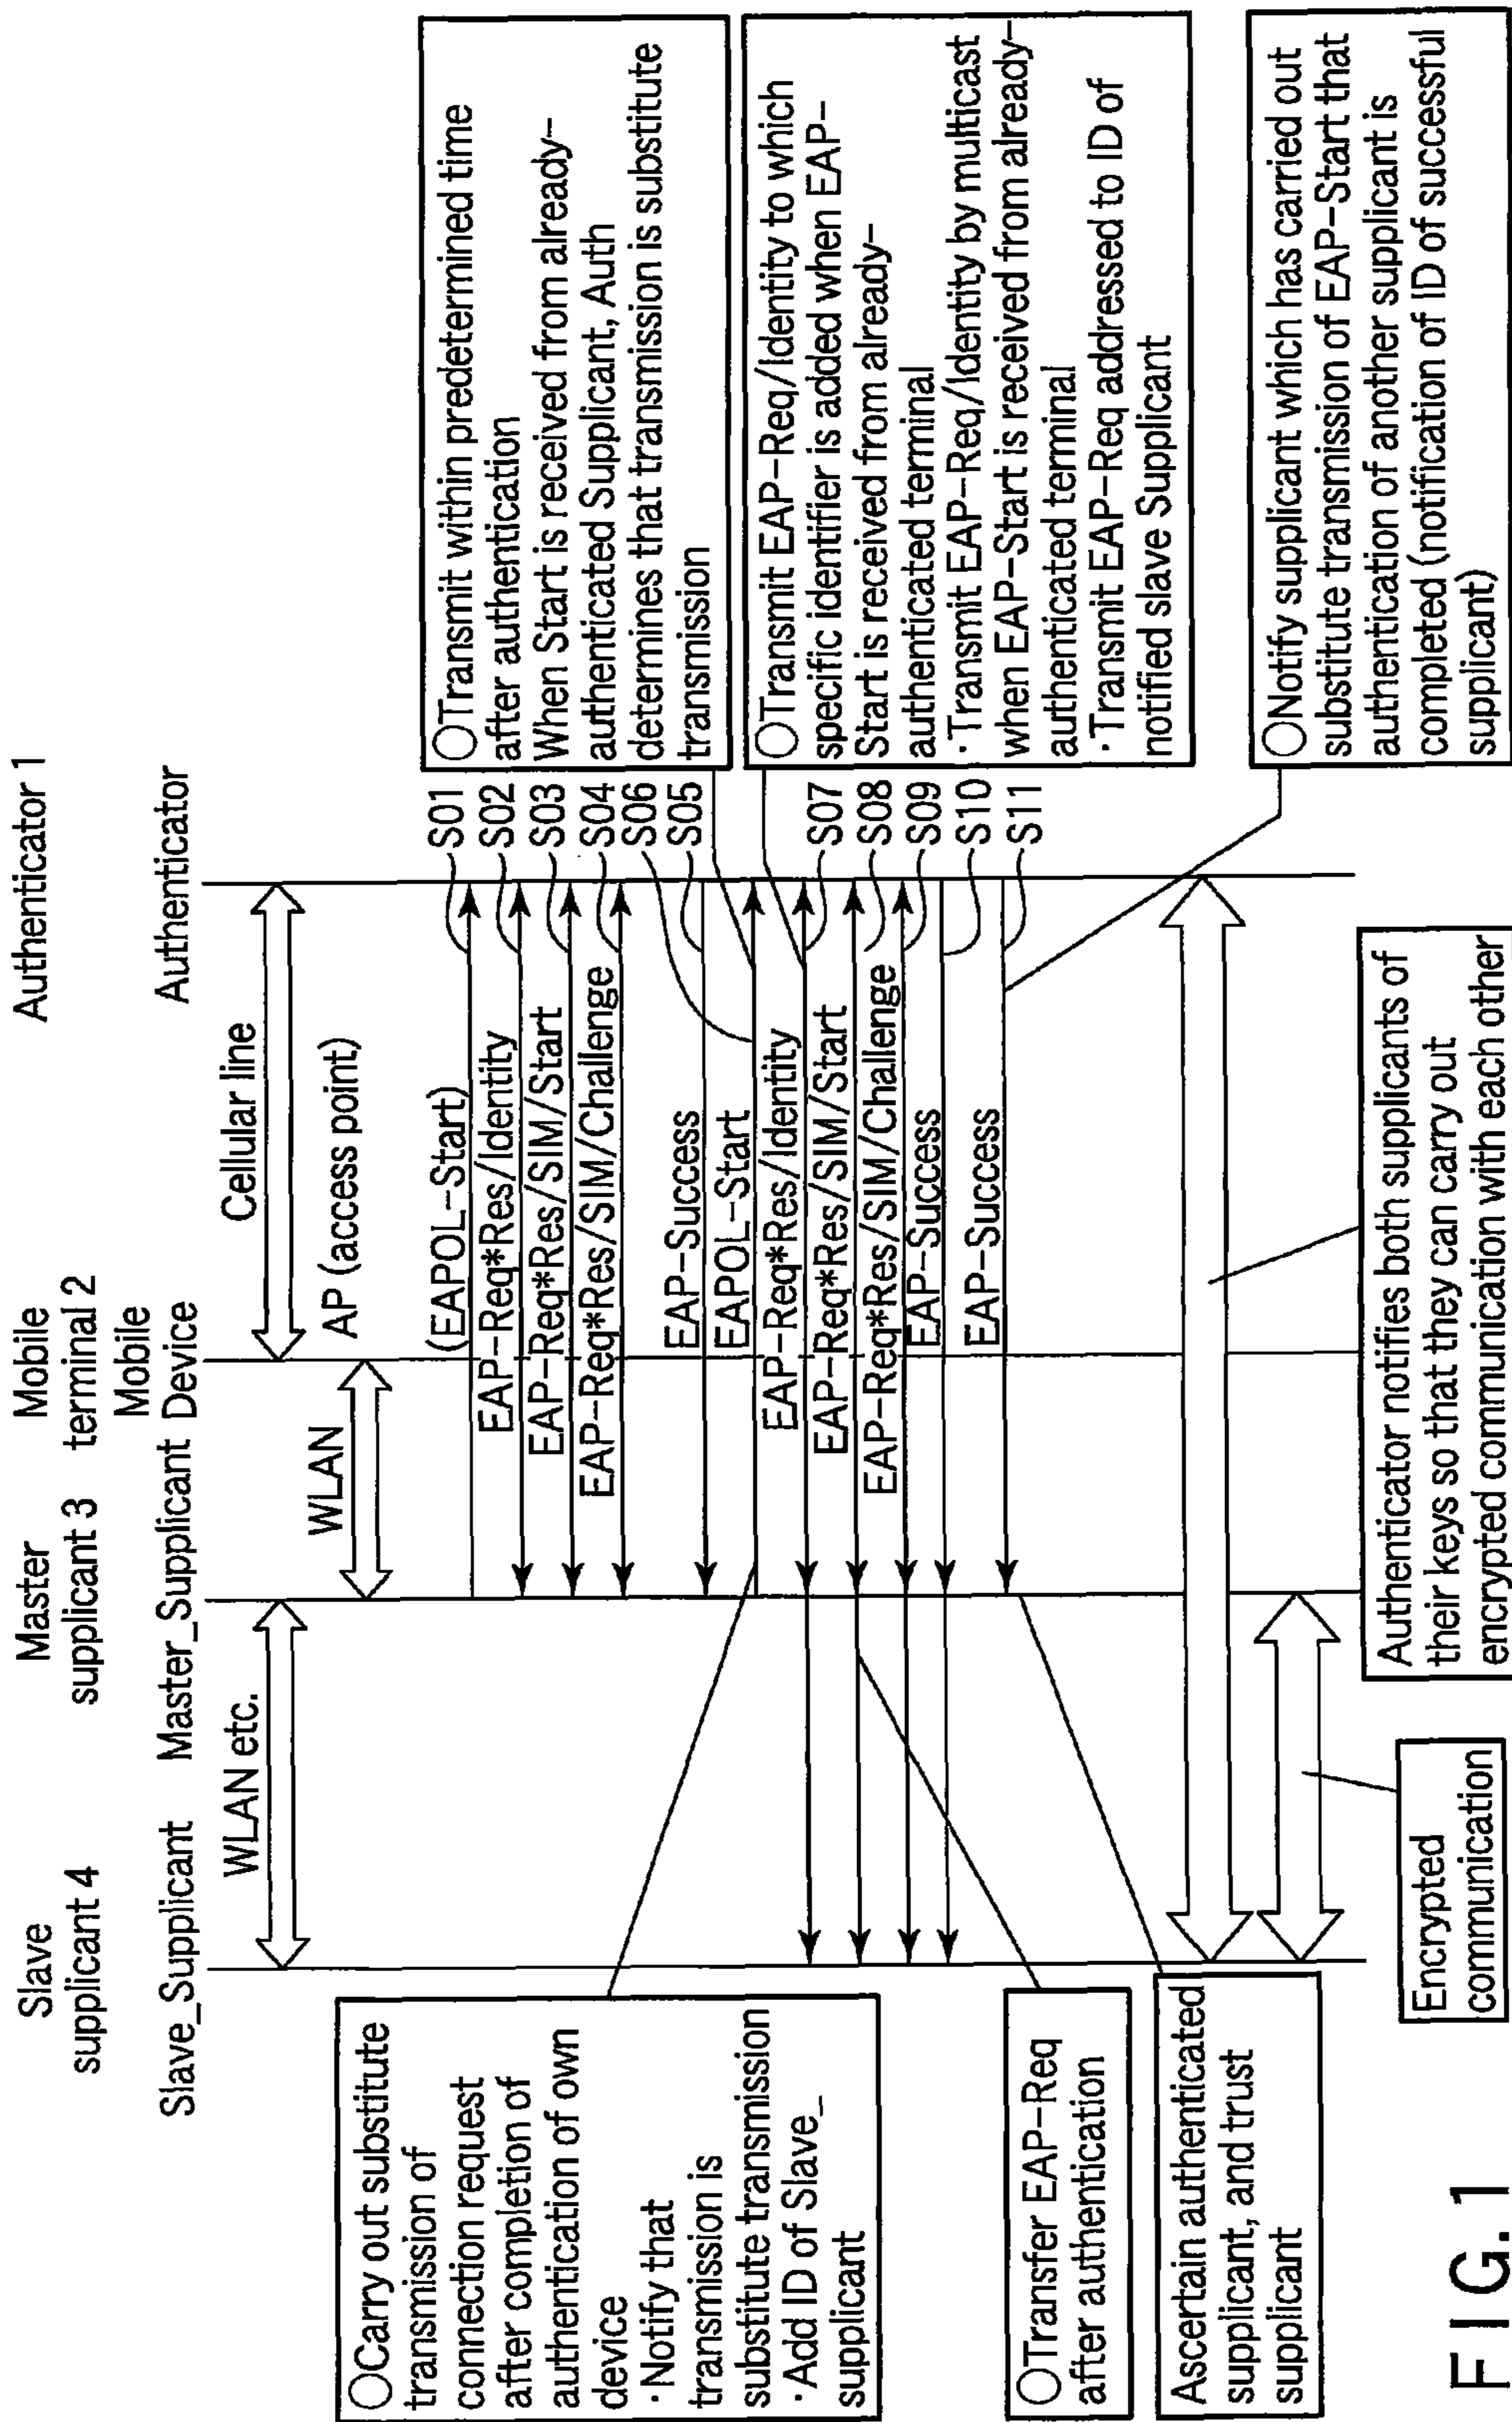 Slave
supplicant 4
Master
supplicant 3
Mobile
terminal 2
Authenticator 1
Slave_Supplicant
Master_Supplicant
Mobile
Device
Authenticator
WLAN etc.
WLAN
Cellular line
AP (access point)
(EAPOL-Start)
S01
EAP-Req*Res/Identity
S02
EAP-Req*Res/SIM/Start
S03
EAP-Req*Res/SIM/Challenge
S04
S06
EAP-Success
S05
EAPOL-Start
EAP-Req*Res/Identity
S07
EAP-Req*Res/SIM/Start
S08
EAP-Req*Res/SIM/Challenge
S09
EAP-Success
S10
EAP-Success
S11
○Transmit within predetermined time
after authentication
When Start is received from already-
authenticated Supplicant, Auth
determines that transmission is substitute
transmission
○Transmit EAP-Req/Identity to which
specific identifier is added when EAP-
Start is received from already-
authenticated terminal
·Transmit EAP-Req/Identity by multicast
when EAP-Start is received from already-
authenticated terminal
·Transmit EAP-Req addressed to ID of
notified slave Supplicant
○Notify supplicant which has carried out
substitute transmission of EAP-Start that
authentication of another supplicant is
completed (notification of ID of successful
supplicant)
○Carry out substitute
transmission of
connection request
after completion of
authentication of own
device
·Notify that
transmission is
substitute transmission
·Add ID of Slave_
supplicant
○Transfer EAP-Req
after authentication
Ascertain authenticated
supplicant, and trust
supplicant
Encrypted
communication
Authenticator notifies both supplicants of
their keys so that they can carry out
encrypted communication with each other
FIG. 1